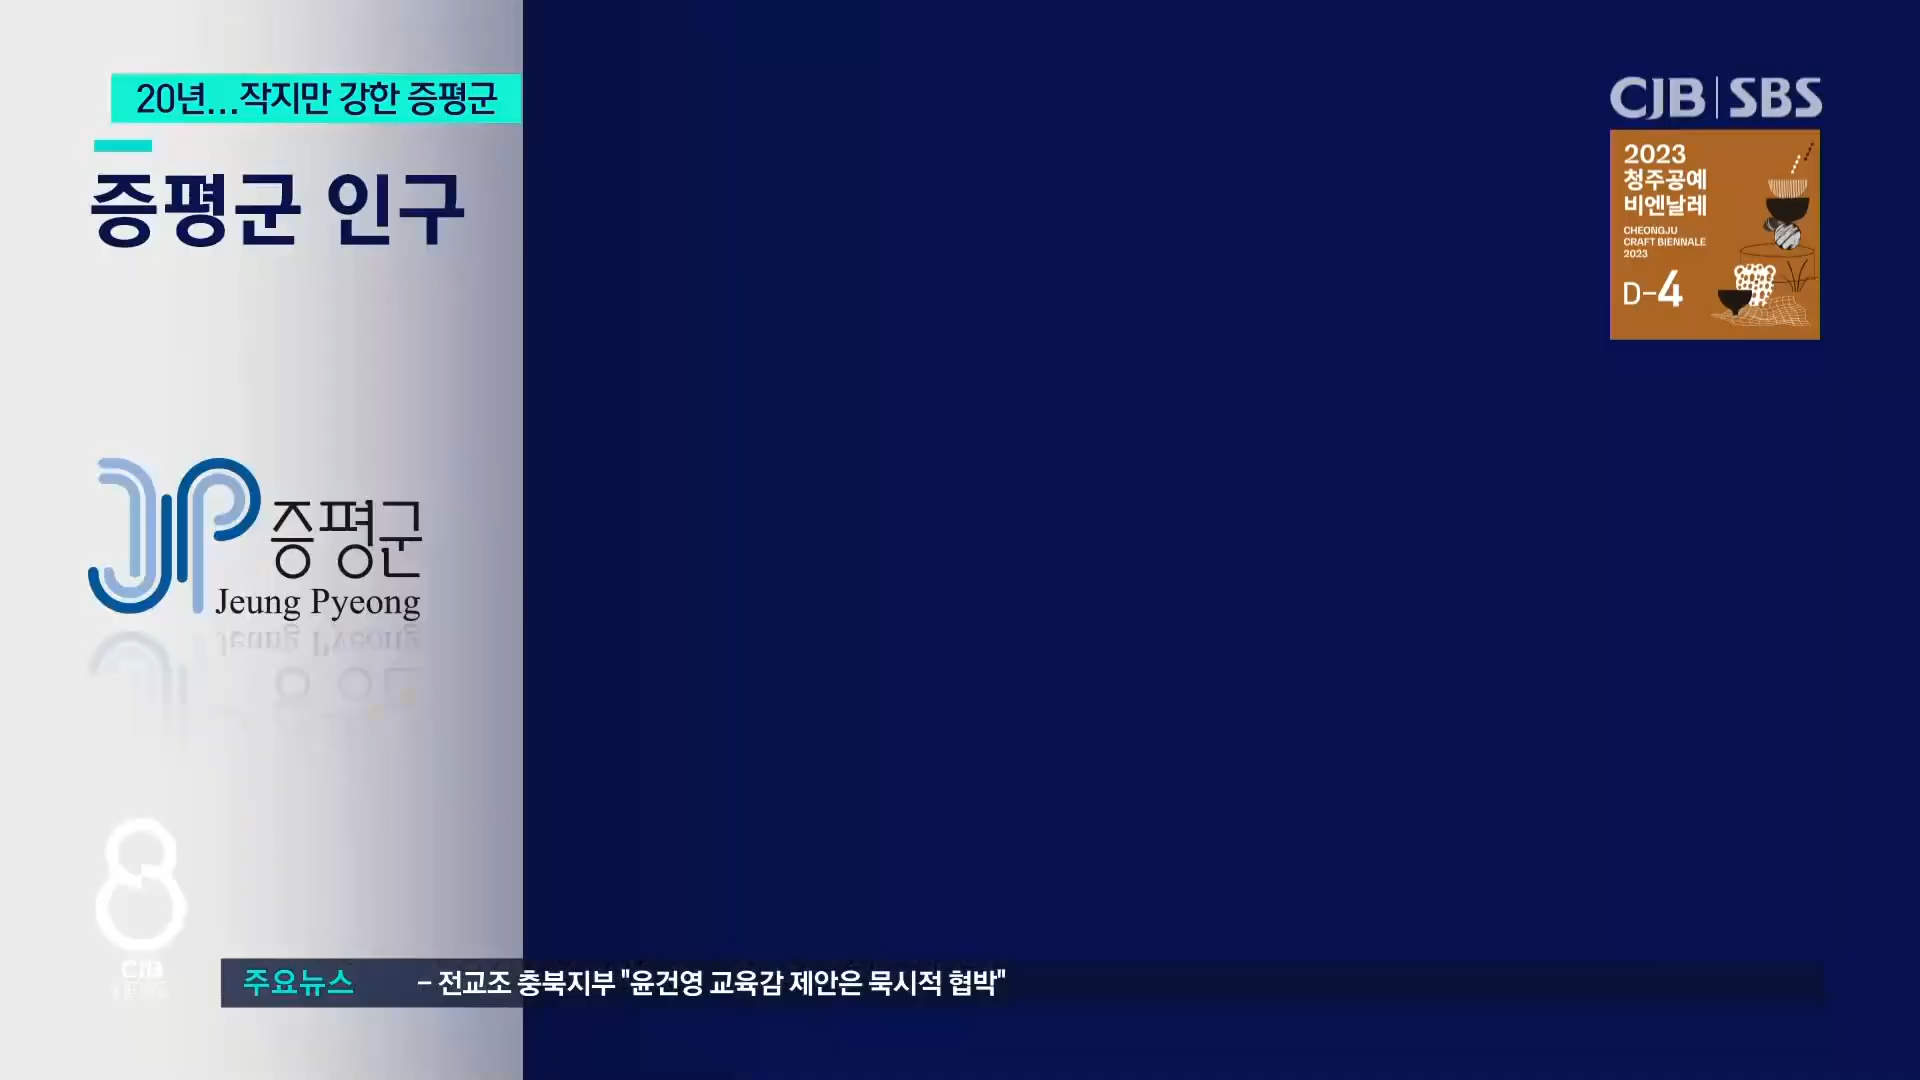 20년...작지만 강한 증평군
증평군 인구
증평군
Jeung Pyeong
CJB SBS
2023
청주공예
비엔날레
CHEONGJU
CRAFT BIENNALE
2023
D-4
8
CJB
NEWS
주요뉴스 - 전교조 충북지부 "윤건영 교육감 제안은 묵시적 협박"